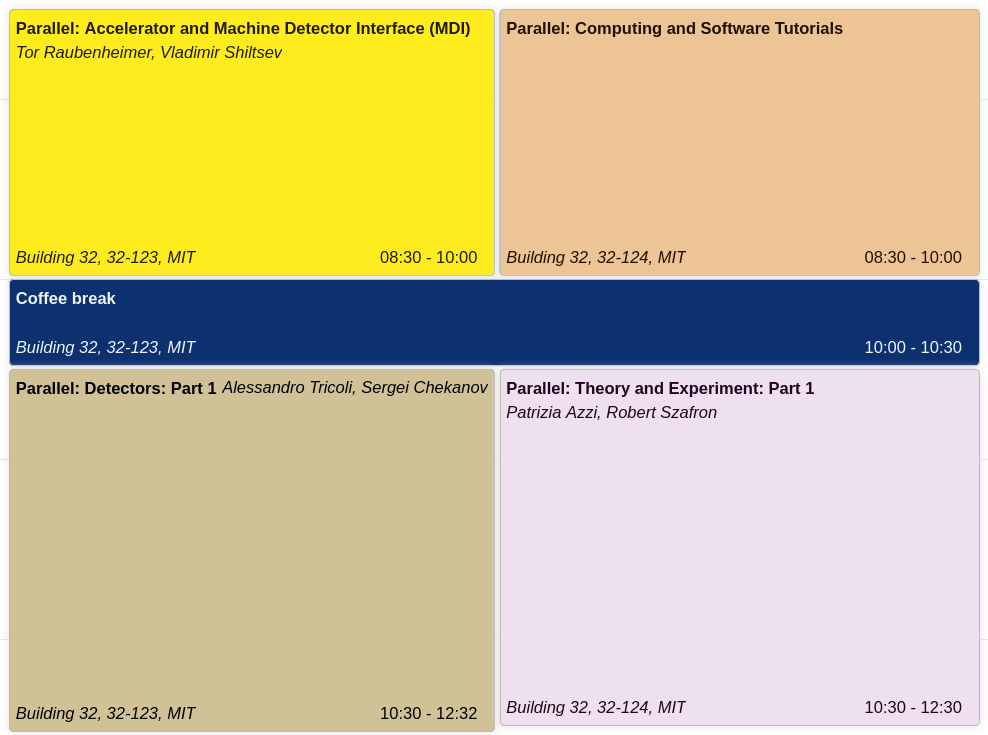 Parallel: Accelerator and Machine Detector Interface (MDI)
Tor Raubenheimer, Vladimir Shiltsev
Building 32, 32-123, MIT 08:30 - 10:00
Parallel: Computing and Software Tutorials
Building 32, 32-124, MIT 08:30 - 10:00
Coffee break
Building 32, 32-123, MIT 10:00 - 10:30
Parallel: Detectors: Part 1 Alessandro Tricoli, Sergei Chekanov
Building 32, 32-123, MIT 10:30 - 12:32
Parallel: Theory and Experiment: Part 1
Patrizia Azzi, Robert Szafron
Building 32, 32-124, MIT 10:30 - 12:30